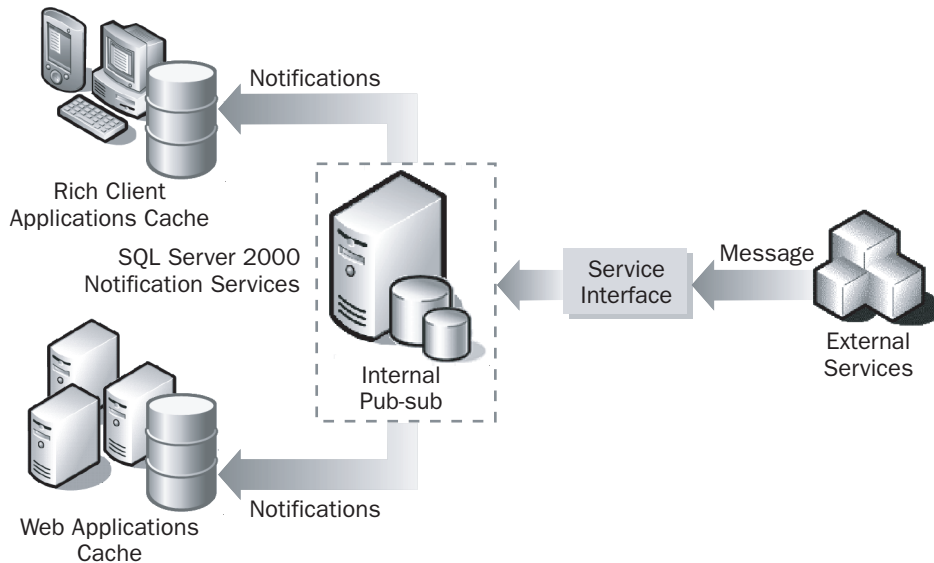 Notifications
Rich Client
Applications Cache
SQL Server 2000
Notification Services
Internal
Pub-sub
Service
Interface
Message
External
Services
Notifications
Web Applications
Cache